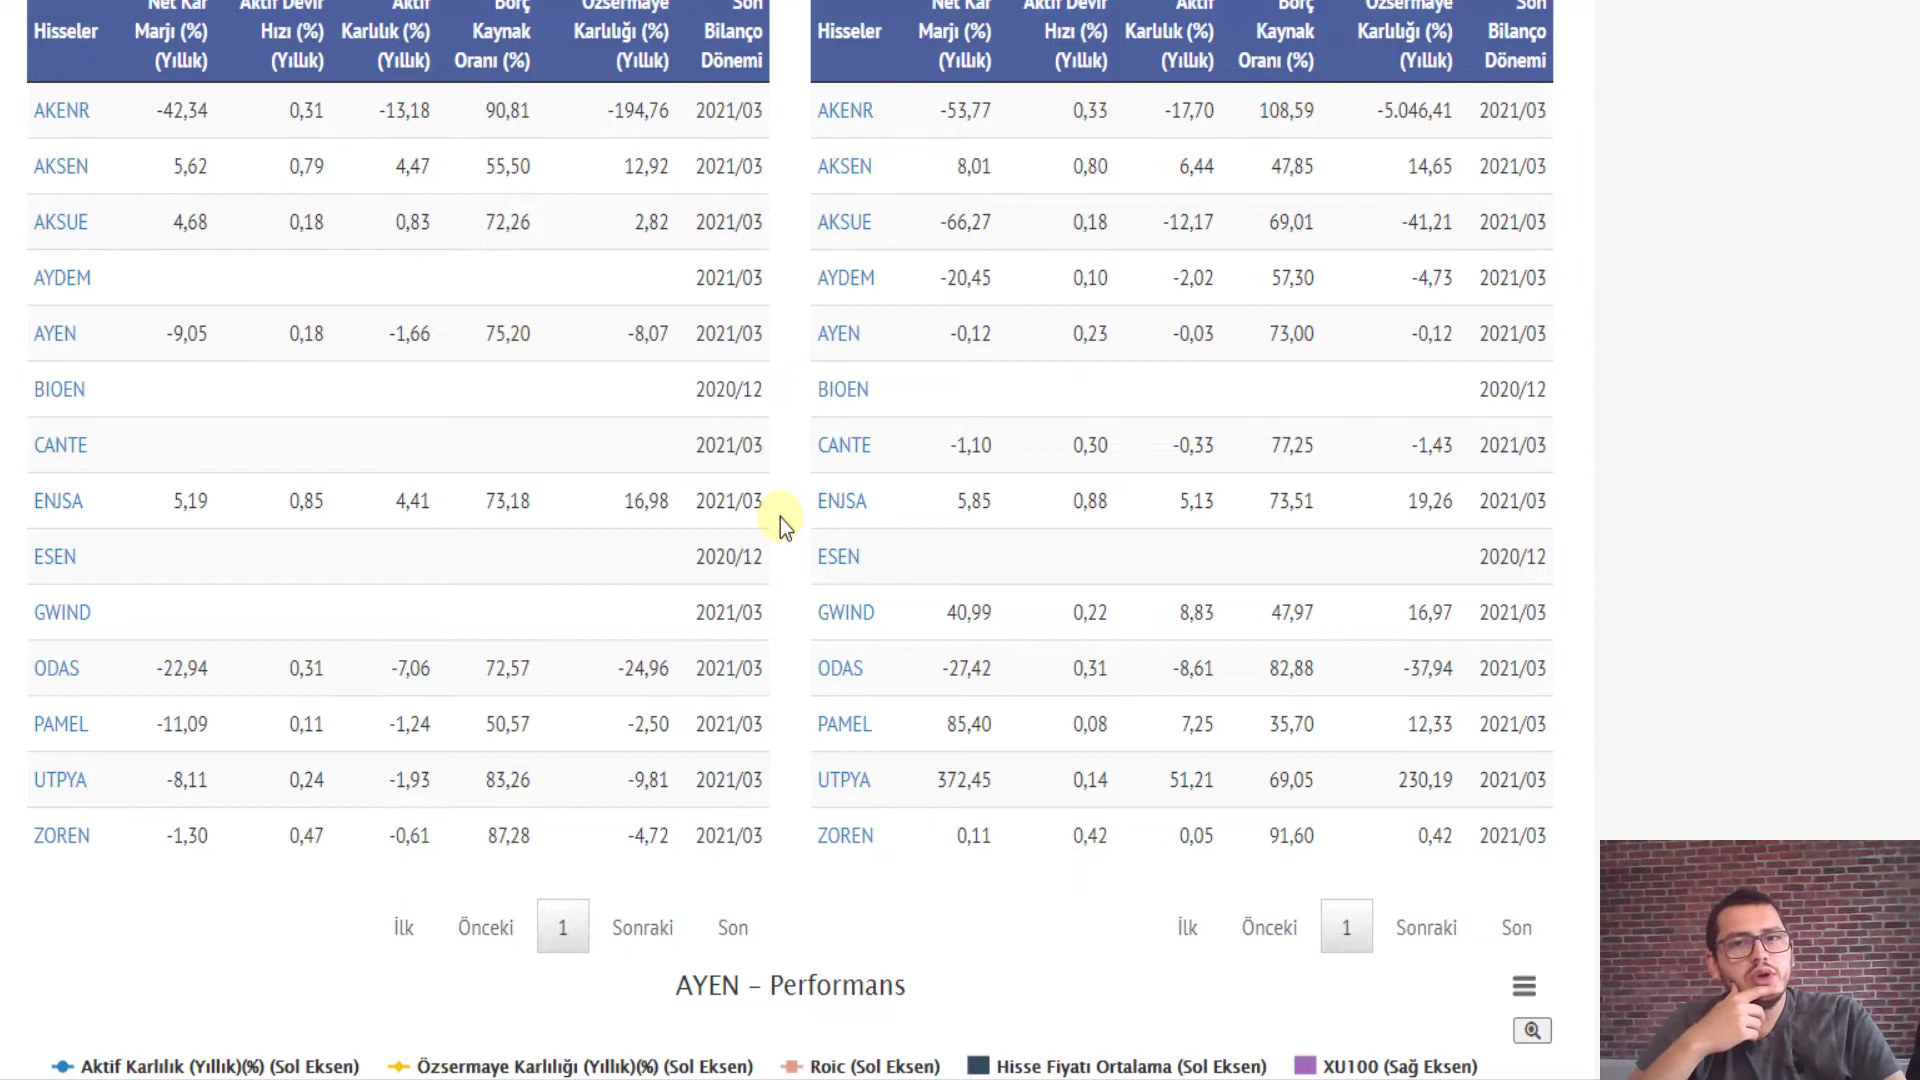 Hisseler Net Kar Marjı (%) (Yıllık) Aktif Devir Hızı (%) (Yıllık) Aktif Karlılık (%) (Yıllık) Borç Kaynak Oranı (%) Özsermaye Karlılığı (%) (Yıllık) Son Bilanço Dönemi
AKENR -42,34 0,31 -13,18 90,81 -194,76 2021/03
AKSEN 5,62 0,79 4,47 55,50 12,92 2021/03
AKSUE 4,68 0,18 0,83 72,26 2,82 2021/03
AYDEM 2021/03
AYEN -9,05 0,18 -1,66 75,20 -8,07 2021/03
BIOEN 2020/12
CANTE 2021/03
ENJSA 5,19 0,85 4,41 73,18 16,98 2021/03
ESEN 2020/12
GWIND 2021/03
ODAS -22,94 0,31 -7,06 72,57 -24,96 2021/03
PAMEL -11,09 0,11 -1,24 50,57 -2,50 2021/03
UTPYA -8,11 0,24 -1,93 83,26 -9,81 2021/03
ZOREN -1,30 0,47 -0,61 87,28 -4,72 2021/03
İlk Önceki 1 Sonraki Son
Hisseler Net Kar Marjı (%) (Yıllık) Aktif Devir Hızı (%) (Yıllık) Aktif Karlılık (%) (Yıllık) Borç Kaynak Oranı (%) Özsermaye Karlılığı (%) (Yıllık) Son Bilanço Dönemi
AKENR -53,77 0,33 -17,70 108,59 -5.046,41 2021/03
AKSEN 8,01 0,80 6,44 47,85 14,65 2021/03
AKSUE -66,27 0,18 -12,17 69,01 -41,21 2021/03
AYDEM -20,45 0,10 -2,02 57,30 -4,73 2021/03
AYEN -0,12 0,23 -0,03 73,00 -0,12 2021/03
BIOEN 2020/12
CANTE -1,10 0,30 -0,33 77,25 -1,43 2021/03
ENJSA 5,85 0,88 5,13 73,51 19,26 2021/03
ESEN 2020/12
GWIND 40,99 0,22 8,83 47,97 16,97 2021/03
ODAS -27,42 0,31 -8,61 82,88 -37,94 2021/03
PAMEL 85,40 0,08 7,25 35,70 12,33 2021/03
UTPYA 372,45 0,14 51,21 69,05 230,19 2021/03
ZOREN 0,11 0,42 0,05 91,60 0,42 2021/03
İlk Önceki 1 Sonraki Son
AYEN – Performans
Aktif Karlılık (Yıllık)(%) (Sol Eksen) Özsermaye Karlılığı (Yıllık)(%) (Sol Eksen) Roic (Sol Eksen) Hisse Fiyatı Ortalama (Sol Eksen) XU100 (Sağ Eksen)